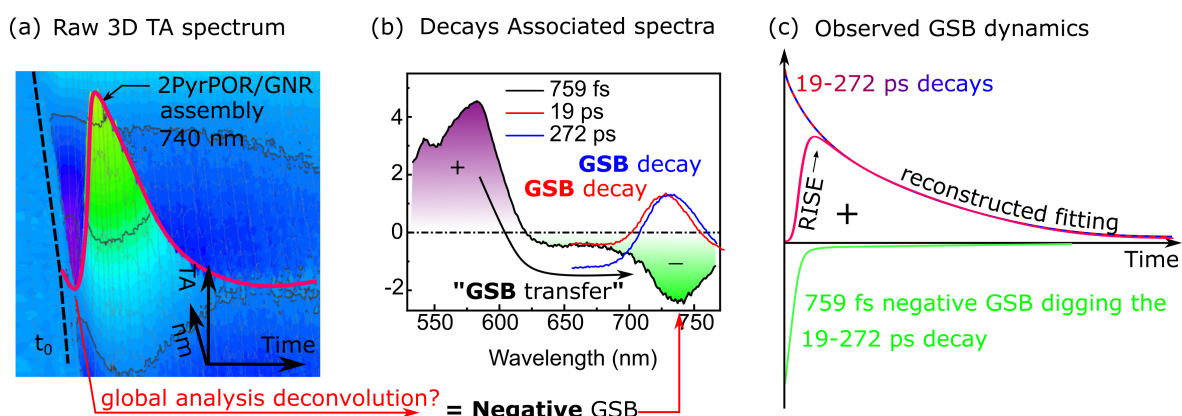 (a) Raw 3D TA spectrum
2PyrPOR/GNR
assembly
740 nm
TA
nm
Time
t0
global analysis deconvolution?
= Negative GSB
(b) Decays Associated spectra
759 fs
19 ps
272 ps
GSB decay
GSB decay
+
−
"GSB transfer"
4
2
0
-2
550
600
650
700
750
Wavelength (nm)
(c) Observed GSB dynamics
19-272 ps decays
RISE→
+
reconstructed fitting
Time
759 fs negative GSB digging the
19-272 ps decay